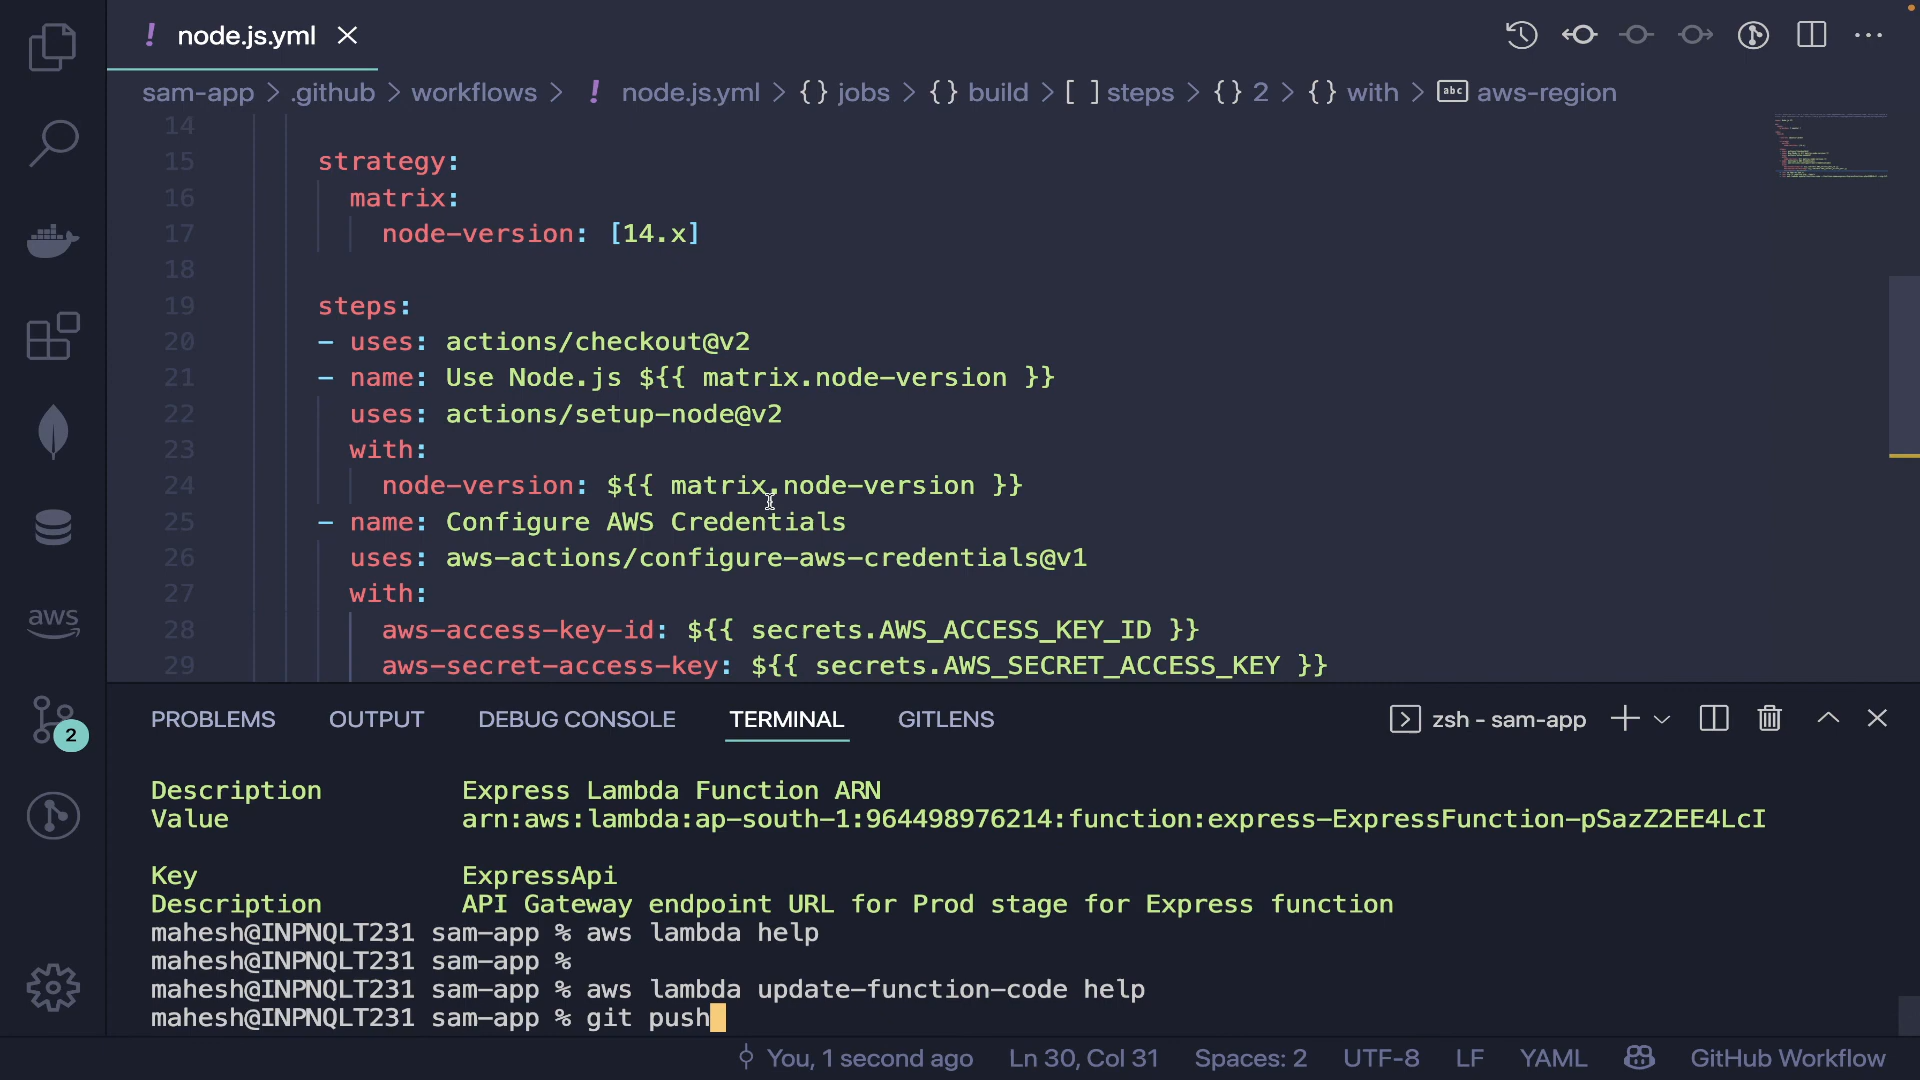 ! node.js.yml
sam-app > .github > workflows > ! node.js.yml > {} jobs > {} build > [ ] steps > {} 2 > {} with > abc aws-region
14
15 strategy:
16 matrix:
17 node-version: [14.x]
18
19 steps:
20 - uses: actions/checkout@v2
21 - name: Use Node.js ${{ matrix.node-version }}
22 uses: actions/setup-node@v2
23 with:
24 node-version: ${{ matrix.node-version }}
25 - name: Configure AWS Credentials
26 uses: aws-actions/configure-aws-credentials@v1
27 with:
28 aws-access-key-id: ${{ secrets.AWS_ACCESS_KEY_ID }}
29 aws-secret-access-key: ${{ secrets.AWS_SECRET_ACCESS_KEY }}
aws
2
PROBLEMS OUTPUT DEBUG CONSOLE TERMINAL GITLENS zsh - sam-app
Description Express Lambda Function ARN
Value arn:aws:lambda:ap-south-1:964498976214:function:express-ExpressFunction-pSazZ2EE4LcI
Key ExpressApi
Description API Gateway endpoint URL for Prod stage for Express function
mahesh@INPNQLT231 sam-app % aws lambda help
mahesh@INPNQLT231 sam-app %
mahesh@INPNQLT231 sam-app % aws lambda update-function-code help
mahesh@INPNQLT231 sam-app % git push
You, 1 second ago Ln 30, Col 31 Spaces: 2 UTF-8 LF YAML GitHub Workflow